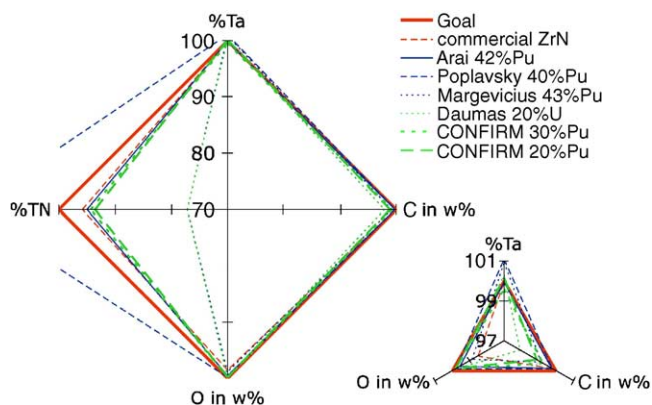 %Ta
100
90
80
70
%TN
C in w%
O in w%
Goal
commercial ZrN
Arai 42%Pu
Poplavsky 40%Pu
Margevicius 43%Pu
Daumas 20%U
CONFIRM 30%Pu
CONFIRM 20%Pu
%Ta
101
99
97
O in w%
C in w%